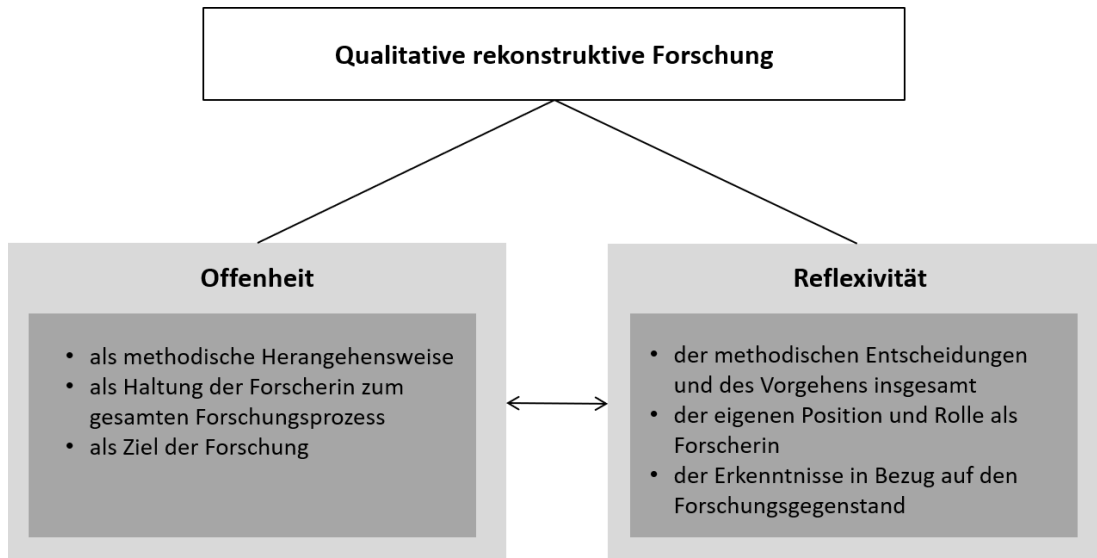 Qualitative rekonstruktive Forschung
Offenheit
• als methodische Herangehensweise
• als Haltung der Forscherin zum
gesamten Forschungsprozess
• als Ziel der Forschung
Reflexivität
• der methodischen Entscheidungen
und des Vorgehens insgesamt
• der eigenen Position und Rolle als
Forscherin
• der Erkenntnisse in Bezug auf den
Forschungsgegenstand